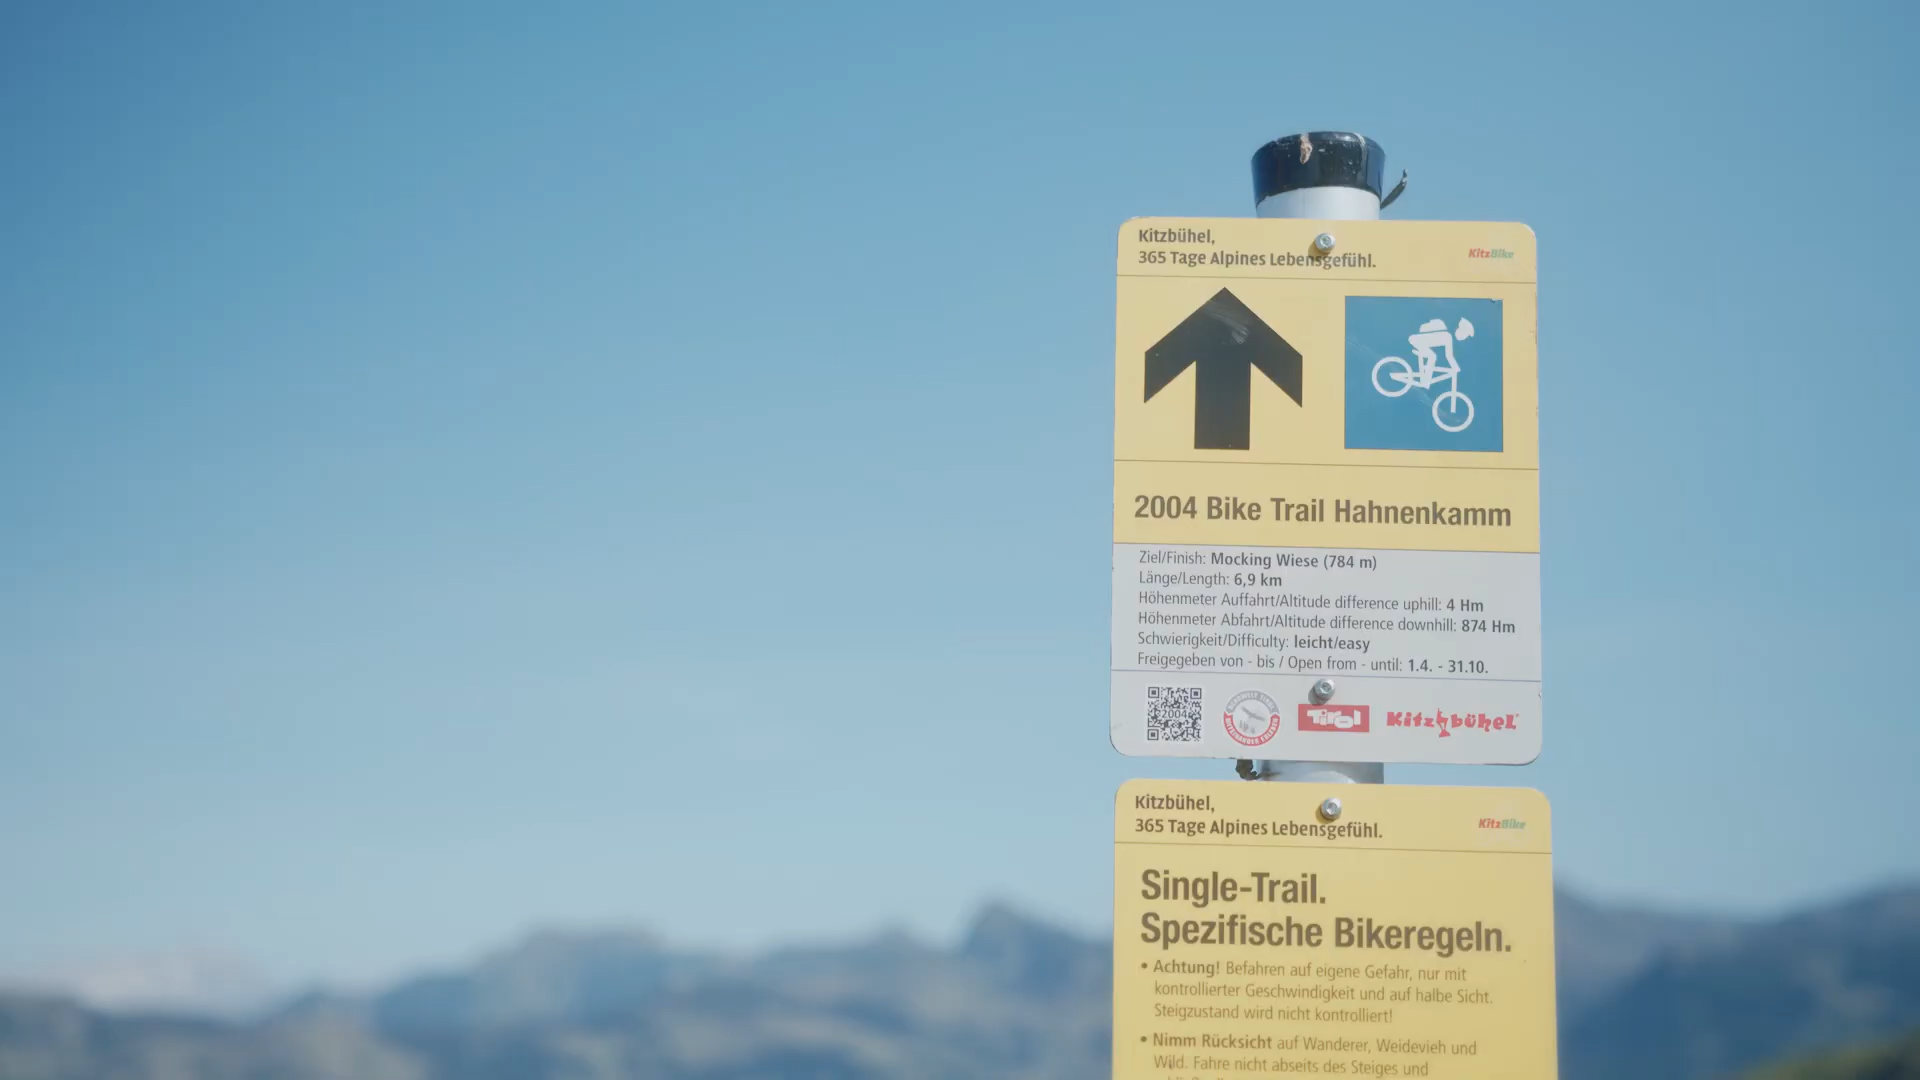 Kitzbühel,
365 Tage Alpines Lebensgefühl.
KitzBike
2004 Bike Trail Hahnenkamm
Ziel/Finish: Mocking Wiese (784 m)
Länge/Length: 6,9 km
Höhenmeter Auffahrt/Altitude difference uphill: 4 Hm
Höhenmeter Abfahrt/Altitude difference downhill: 874 Hm
Schwierigkeit/Difficulty: leicht/easy
Freigegeben von - bis / Open from - until: 1.4. - 31.10.
2004
Tirol
Kitzbühel
Kitzbühel,
365 Tage Alpines Lebensgefühl.
KitzBike
Single-Trail.
Spezifische Bikeregeln.
• Achtung! Befahren auf eigene Gefahr, nur mit
kontrollierter Geschwindigkeit und auf halbe Sicht.
Steigzustand wird nicht kontrolliert!
• Nimm Rücksicht auf Wanderer, Weidevieh und
Wild. Fahre nicht abseits des Steiges und